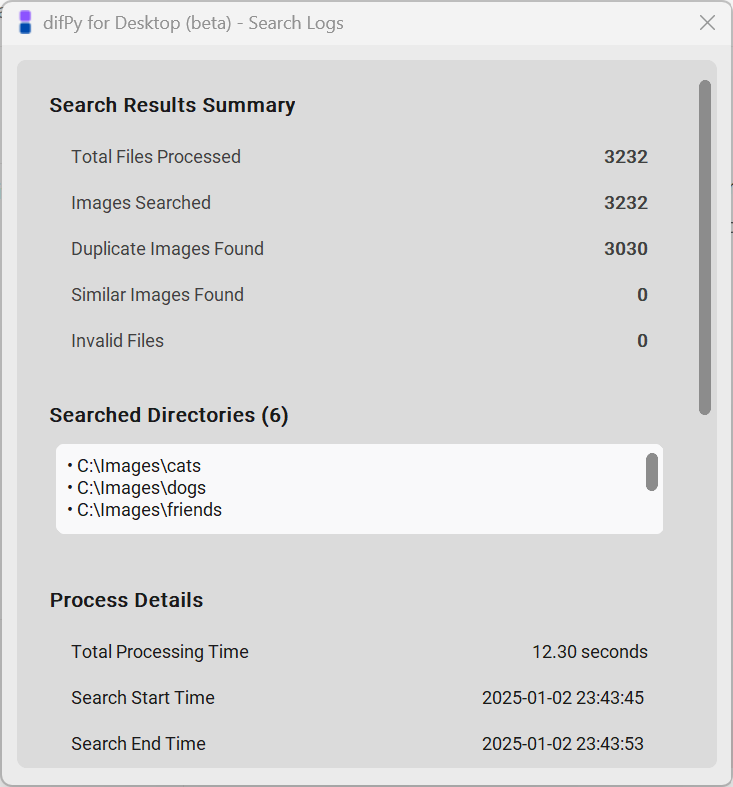 difPy for Desktop (beta) - Search Logs
Search Results Summary
Total Files Processed 3232
Images Searched 3232
Duplicate Images Found 3030
Similar Images Found 0
Invalid Files 0
Searched Directories (6)
• C:\Images\cats
• C:\Images\dogs
• C:\Images\friends
Process Details
Total Processing Time 12.30 seconds
Search Start Time 2025-01-02 23:43:45
Search End Time 2025-01-02 23:43:53